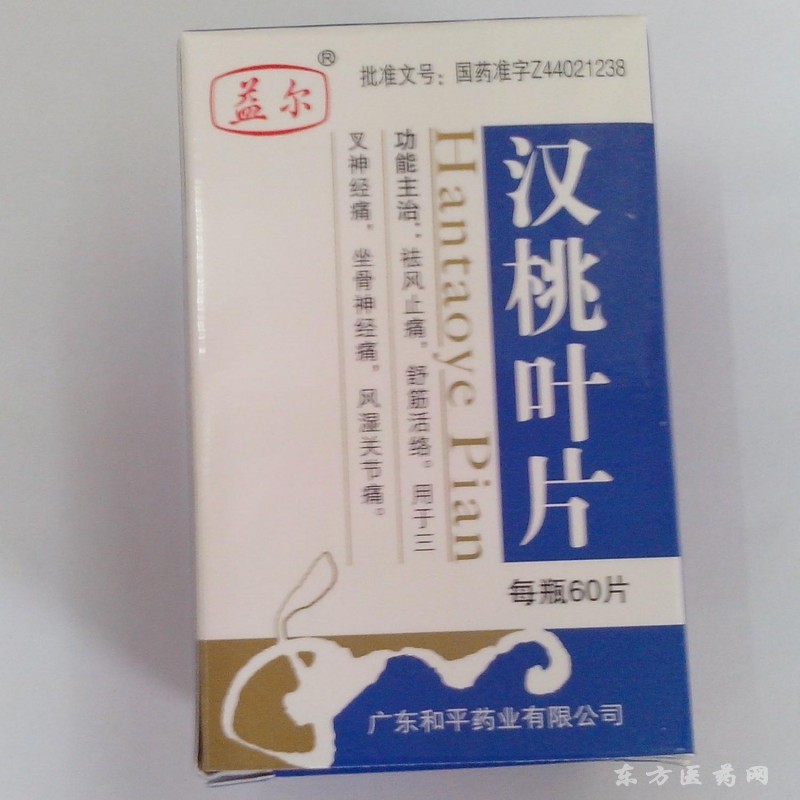 益尔®
批准文号：国药准字Z44021238
汉桃叶片
Hantaoye Pian
功能主治：祛风止痛，舒筋活络。用于三
叉神经痛，坐骨神经痛，风湿关节痛。
每瓶60片
广东和平药业有限公司
东方医药网